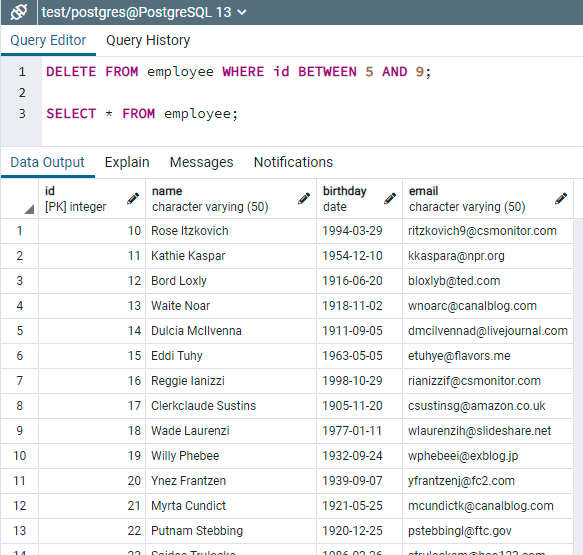 test/postgres@PostgreSQL 13
Query Editor Query History
1 DELETE FROM employee WHERE id BETWEEN 5 AND 9;
2
3 SELECT * FROM employee;
Data Output Explain Messages Notifications
id name birthday email
[PK] integer character varying (50) date character varying (50)
1 10 Rose Itzkovich 1994-03-29 ritzkovich9@csmonitor.com
2 11 Kathie Kaspar 1954-12-10 kkaspara@npr.org
3 12 Bord Loxly 1916-06-20 bloxlyb@ted.com
4 13 Waite Noar 1918-11-02 wnoarc@canalblog.com
5 14 Dulcia McIlvenna 1911-09-05 dmcilvennad@livejournal.com
6 15 Eddi Tuhy 1963-05-05 etuhye@flavors.me
7 16 Reggie Ianizzi 1998-10-29 rianizzif@csmonitor.com
8 17 Clerkclaude Sustins 1905-11-20 csustinsg@amazon.co.uk
9 18 Wade Laurenzi 1977-01-11 wlaurenzih@slideshare.net
10 19 Willy Phebee 1932-09-24 wphebeei@exblog.jp
11 20 Ynez Frantzen 1939-09-07 yfrantzenj@fc2.com
12 21 Myrta Cundict 1921-05-25 mcundictk@canalblog.com
13 22 Putnam Stebbing 1920-12-25 pstebbingl@ftc.gov